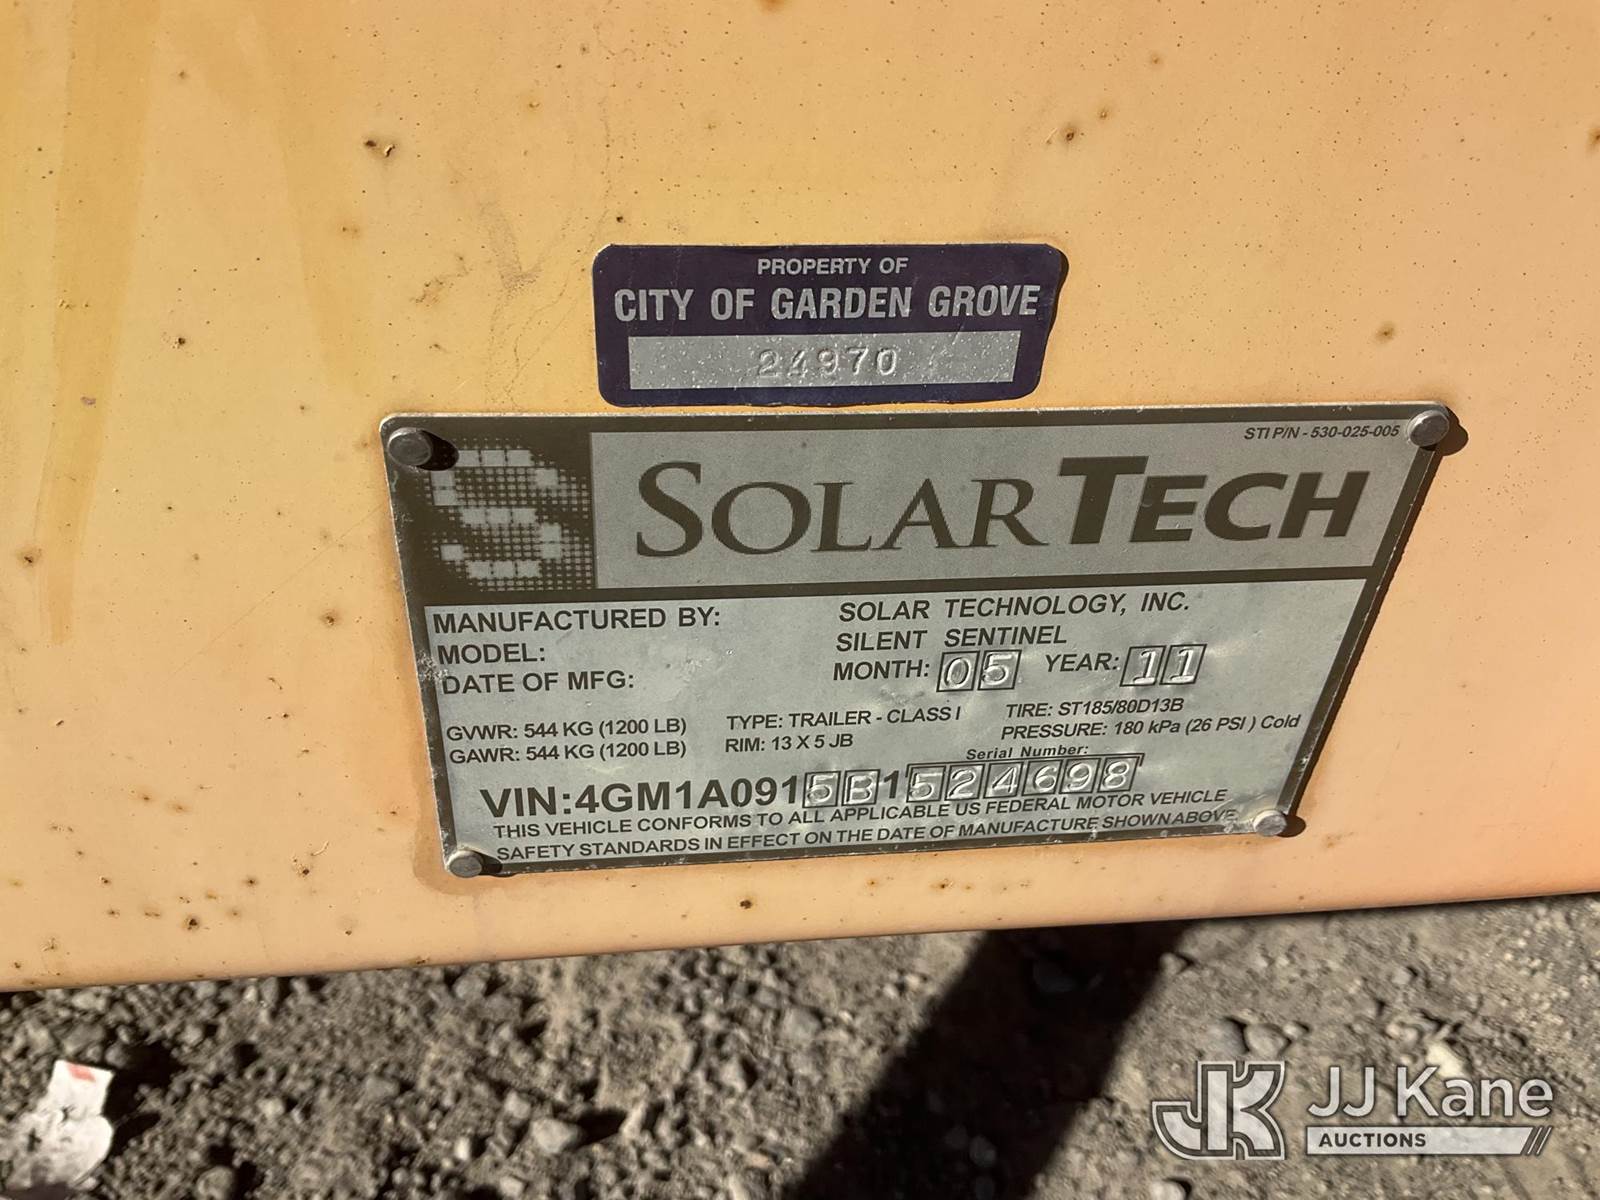 PROPERTY OF
CITY OF GARDEN GROVE
24970
STI P/N - 530-025-005
SOLARTECH
MANUFACTURED BY: SOLAR TECHNOLOGY, INC.
MODEL: SILENT SENTINEL
DATE OF MFG: MONTH: 05 YEAR: 11
GVWR: 544 KG (1200 LB) TYPE: TRAILER - CLASS I TIRE: ST185/80D13B
GAWR: 544 KG (1200 LB) RIM: 13 X 5 JB PRESSURE: 180 kPa (26 PSI) Cold
Serial Number:
VIN:4GM1A0915B1524698
THIS VEHICLE CONFORMS TO ALL APPLICABLE US FEDERAL MOTOR VEHICLE
SAFETY STANDARDS IN EFFECT ON THE DATE OF MANUFACTURE SHOWN ABOVE.
JK JJ Kane
AUCTIONS